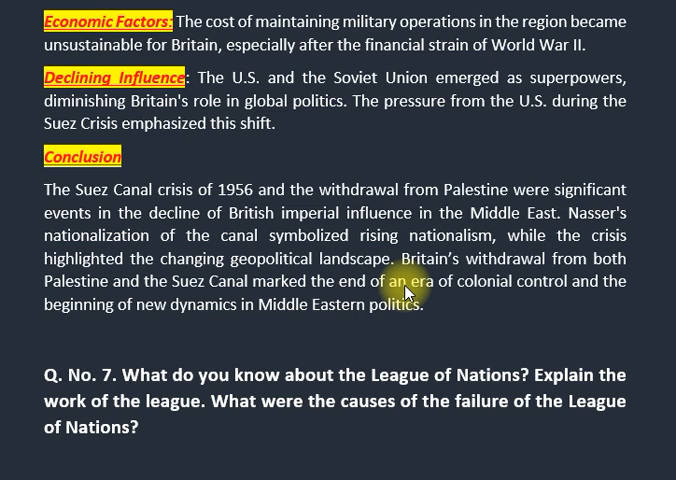 Economic Factors: The cost of maintaining military operations in the region became
unsustainable for Britain, especially after the financial strain of World War II.
Declining Influence: The U.S. and the Soviet Union emerged as superpowers,
diminishing Britain's role in global politics. The pressure from the U.S. during the
Suez Crisis emphasized this shift.
Conclusion
The Suez Canal crisis of 1956 and the withdrawal from Palestine were significant
events in the decline of British imperial influence in the Middle East. Nasser's
nationalization of the canal symbolized rising nationalism, while the crisis
highlighted the changing geopolitical landscape. Britain’s withdrawal from both
Palestine and the Suez Canal marked the end of an era of colonial control and the
beginning of new dynamics in Middle Eastern politics.
Q. No. 7. What do you know about the League of Nations? Explain the
work of the league. What were the causes of the failure of the League
of Nations?